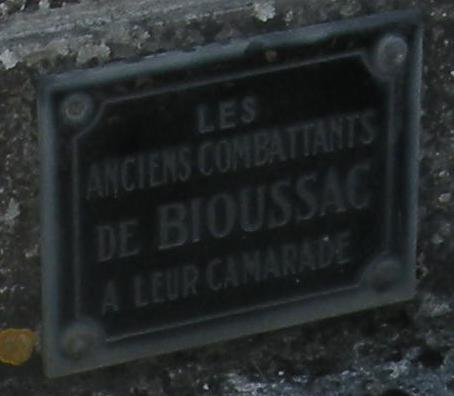 LES
ANCIENS COMBATTANTS
DE BIOUSSAC
A LEUR CAMARADE